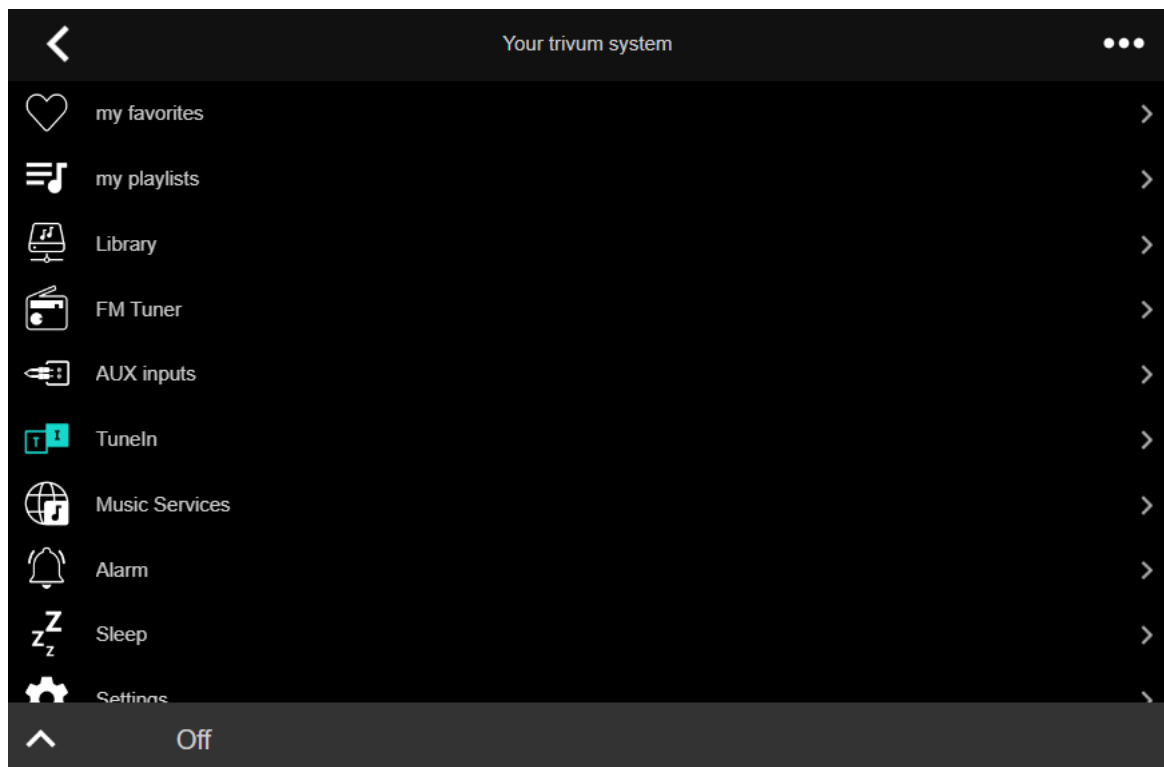 Your trivum system
my favorites
my playlists
Library
FM Tuner
AUX inputs
T I TuneIn
Music Services
Alarm
zZz Sleep
Settings
Off